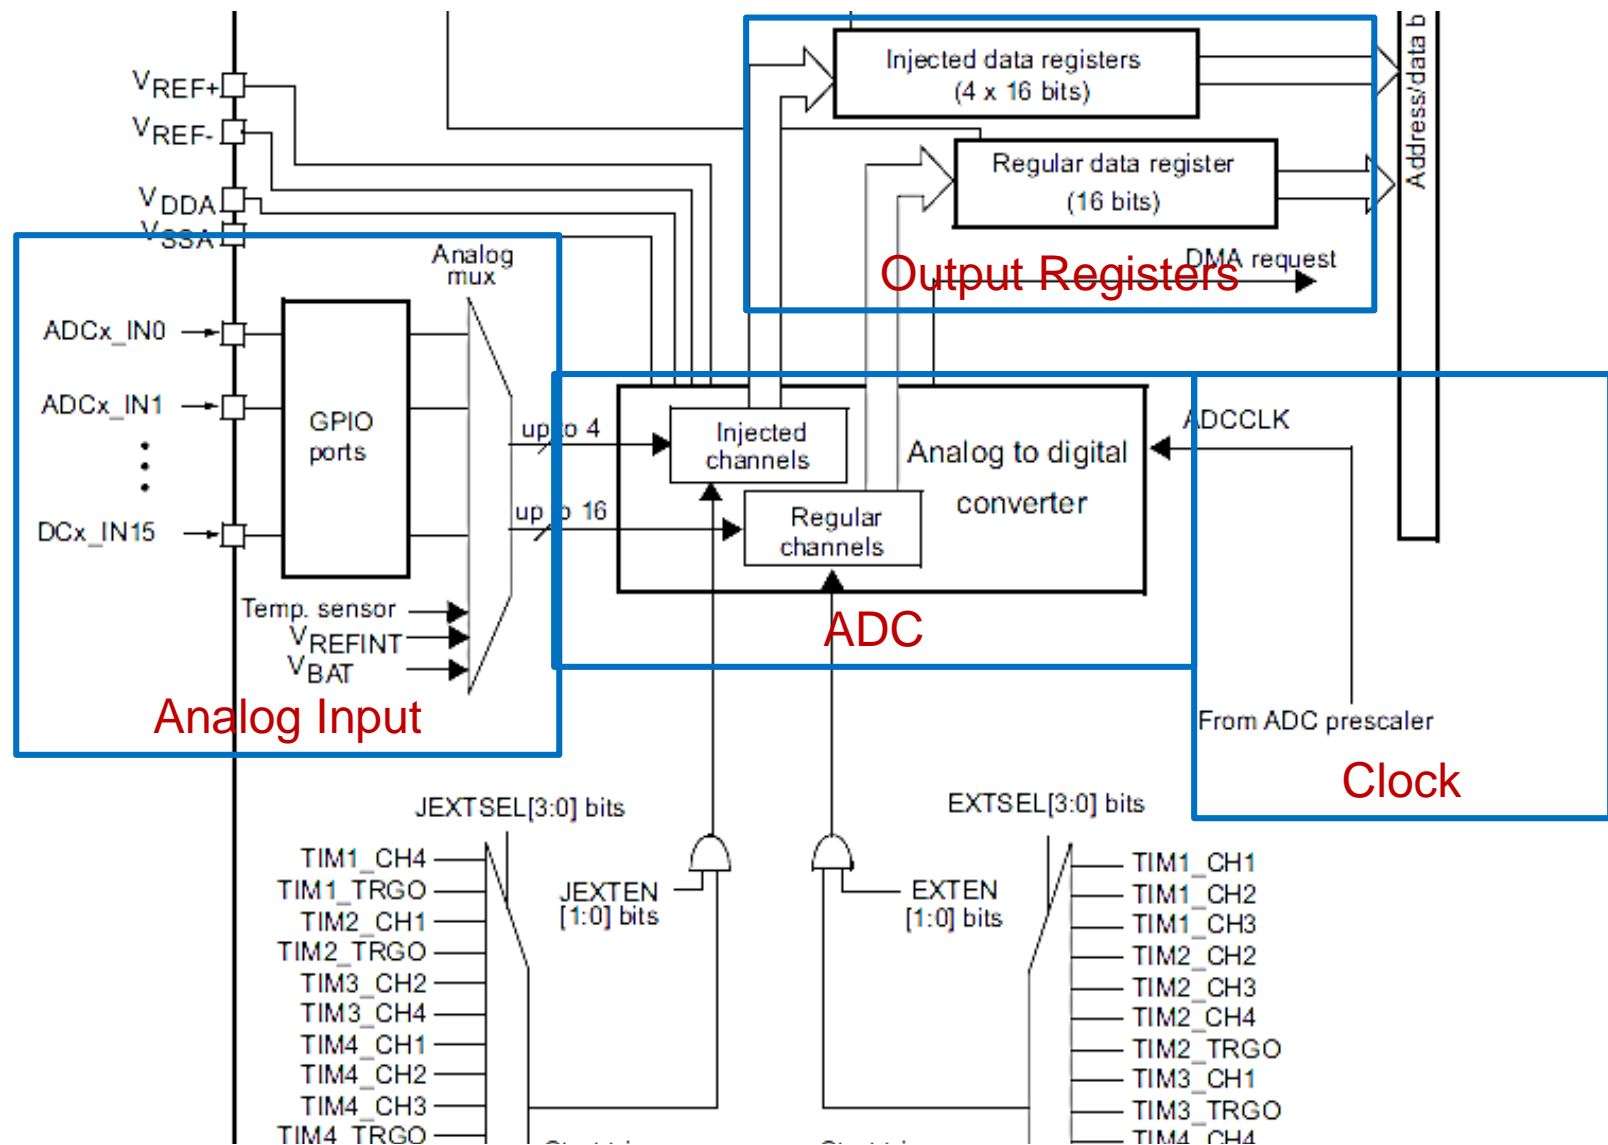 Injected data registers
(4 x 16 bits)
Address/data b
VREF+
VREF-
Regular data register
(16 bits)
VDDA
VSSA
DMA request
Output Registers
Analog
mux
ADCx_IN0
ADCx_IN1
DCx_IN15
GPIO
ports
up to 4
up to 16
Injected
channels
Regular
channels
Analog to digital
converter
ADCCLK
Temp. sensor
VREFINT
VBAT
ADC
Analog Input
From ADC prescaler
Clock
JEXTSEL[3:0] bits
EXTSEL[3:0] bits
TIM1_CH4
TIM1_TRGO
TIM2_CH1
TIM2_TRGO
TIM3_CH2
TIM3_CH4
TIM4_CH1
TIM4_CH2
TIM4_CH3
TIM4_TRGO
JEXTEN
[1:0] bits
EXTEN
[1:0] bits
TIM1_CH1
TIM1_CH2
TIM1_CH3
TIM2_CH2
TIM2_CH3
TIM2_CH4
TIM2_TRGO
TIM3_CH1
TIM3_TRGO
TIM4_CH4